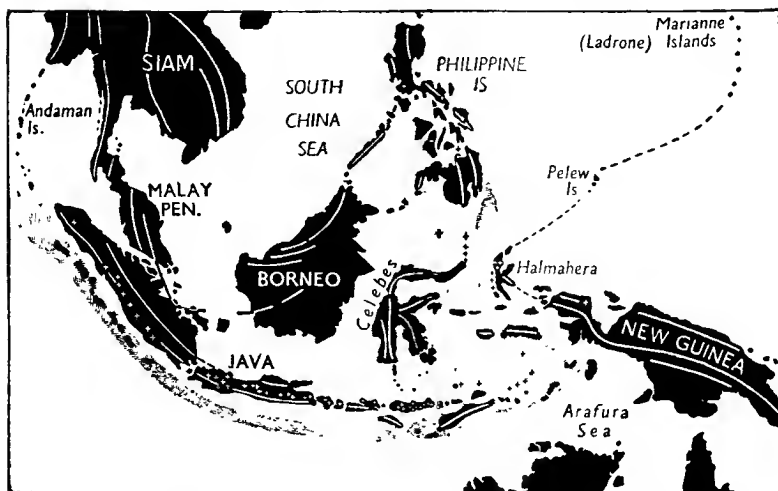 Marianne
(Ladrone)
Islands
SIAM
PHILIPPINE
IS
SOUTH
CHINA
SEA
Andaman
Is.
Pelew
Is
MALAY
PEN.
Halmahera
BORNEO
Celebes
NEW GUINEA
JAVA
Arafura
Sea